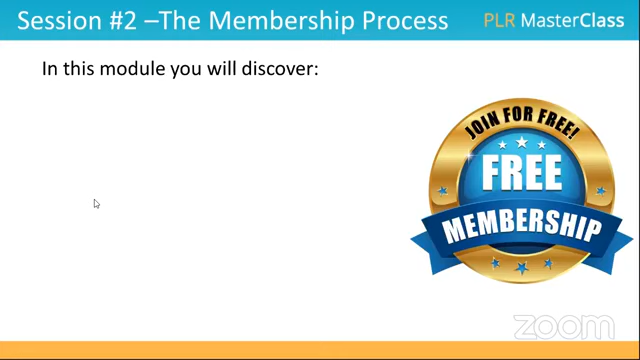 Session #2 –The Membership Process
PLR MasterClass
In this module you will discover:
JOIN FOR FREE!
FREE
MEMBERSHIP
zoom